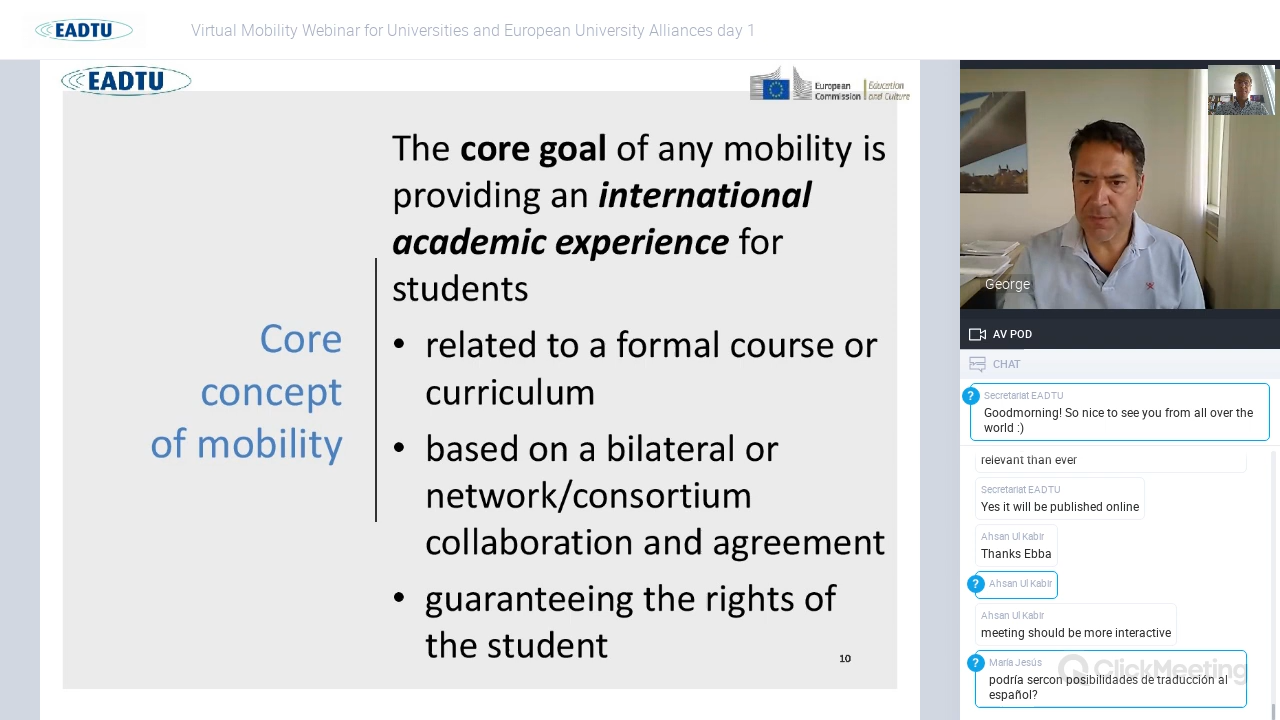 EADTU
Virtual Mobility Webinar for Universities and European University Alliances day 1
EADTU
European
Commission
Education
and Culture
Core
concept
of mobility
The core goal of any mobility is
providing an international
academic experience for
students
• related to a formal course or
curriculum
• based on a bilateral or
network/consortium
collaboration and agreement
• guaranteeing the rights of
the student
10
George
AV POD
CHAT
?
Secretariat EADTU
Goodmorning! So nice to see you from all over the
world :)
relevant than ever
Secretariat EADTU
Yes it will be published online
Ahsan Ul Kabir
Thanks Ebba
?
Ahsan Ul Kabir
Ahsan Ul Kabir
meeting should be more interactive
?
María Jesús
podría sercon posibilidades de traducción al
español?
ClickMeeting